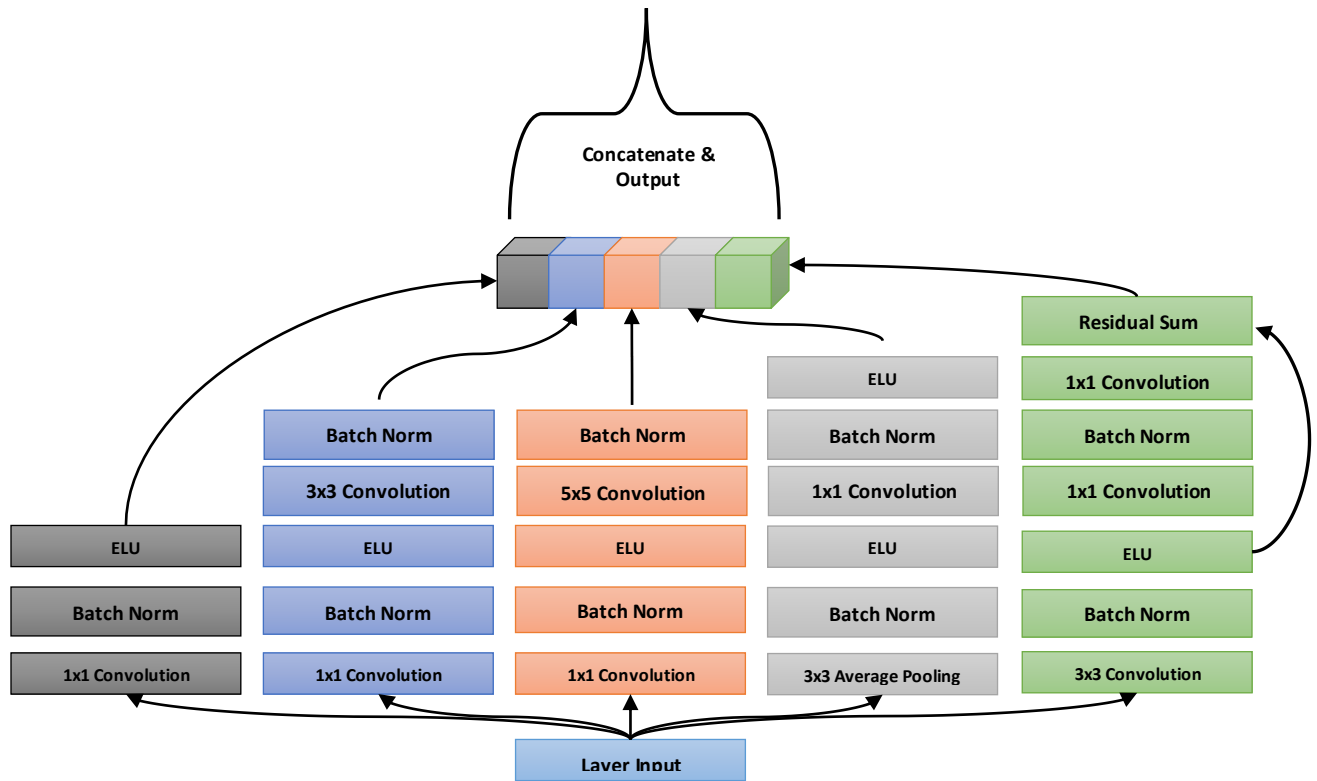 Concatenate &
Output
Residual Sum
ELU
1x1 Convolution
Batch Norm
Batch Norm
Batch Norm
Batch Norm
3x3 Convolution
5x5 Convolution
1x1 Convolution
1x1 Convolution
ELU
ELU
ELU
ELU
ELU
Batch Norm
Batch Norm
Batch Norm
Batch Norm
Batch Norm
1x1 Convolution
1x1 Convolution
1x1 Convolution
3x3 Average Pooling
3x3 Convolution
Layer Input